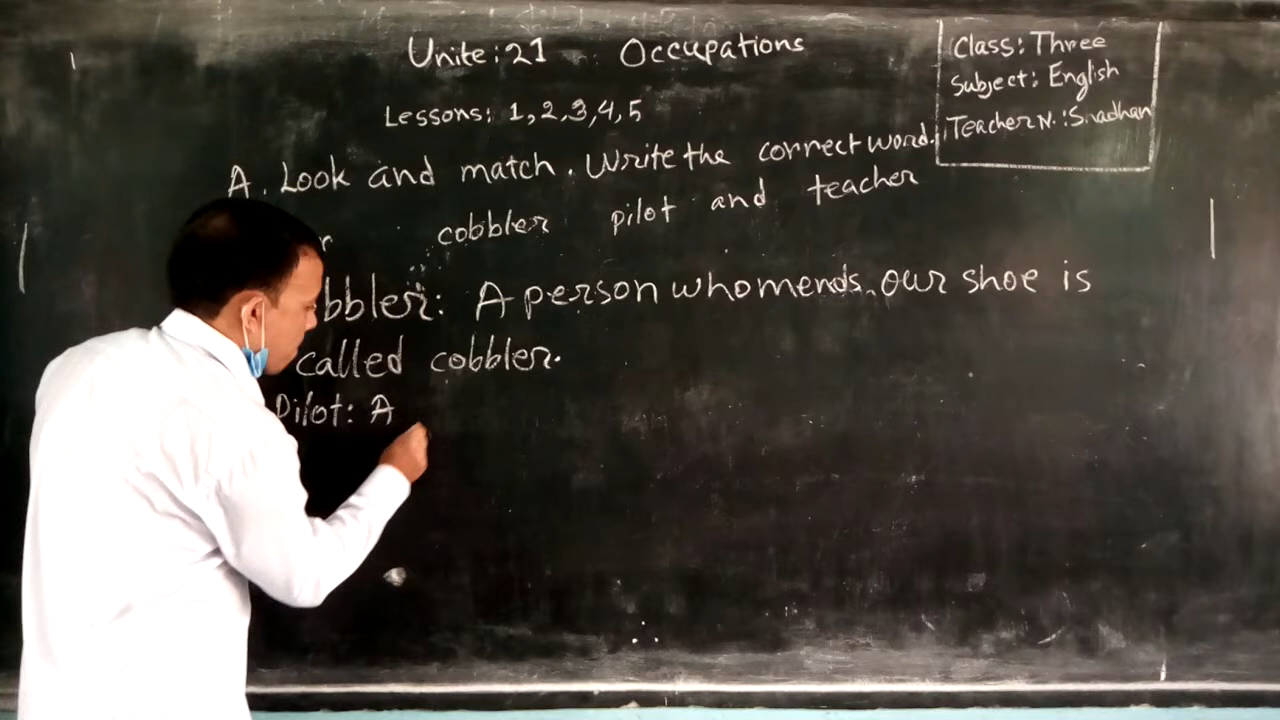 Unite: 21 Occupations
Lessons: 1,2,3,4,5
Class: Three
Subject: English
Teacher N.:
A. Look and match. Write the correct word.
cobbler pilot and teacher
bbler: A person who mends our shoe is
called cobbler.
Pilot: A